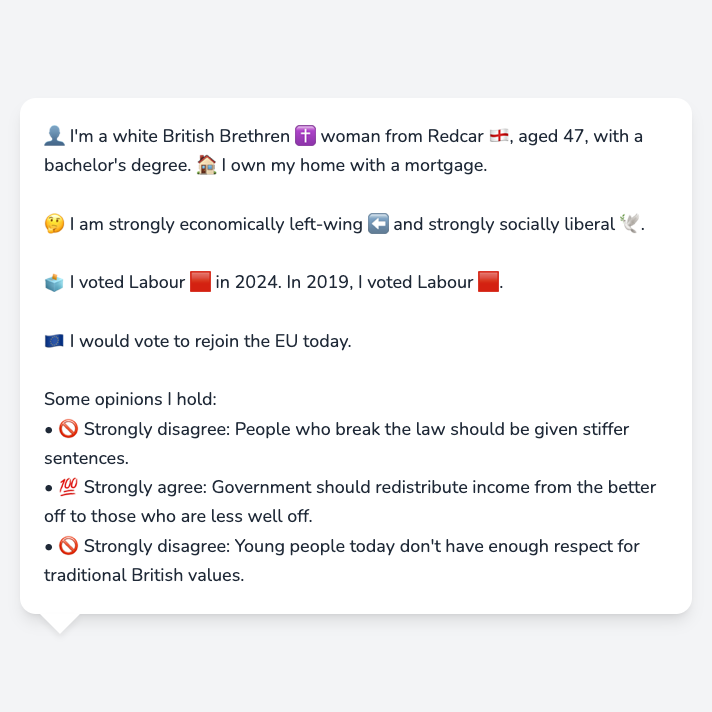 👤 I'm a white British Brethren ✝️ woman from Redcar 🏴󠁧󠁢󠁥󠁮󠁧󠁿, aged 47, with a
bachelor's degree. 🏠 I own my home with a mortgage.
🤔 I am strongly economically left-wing ⬅️ and strongly socially liberal 🕊️.
🗳️ I voted Labour 🟥 in 2024. In 2019, I voted Labour 🟥.
🇪🇺 I would vote to rejoin the EU today.
Some opinions I hold:
• 🚫 Strongly disagree: People who break the law should be given stiffer
sentences.
• 💯 Strongly agree: Government should redistribute income from the better
off to those who are less well off.
• 🚫 Strongly disagree: Young people today don't have enough respect for
traditional British values.